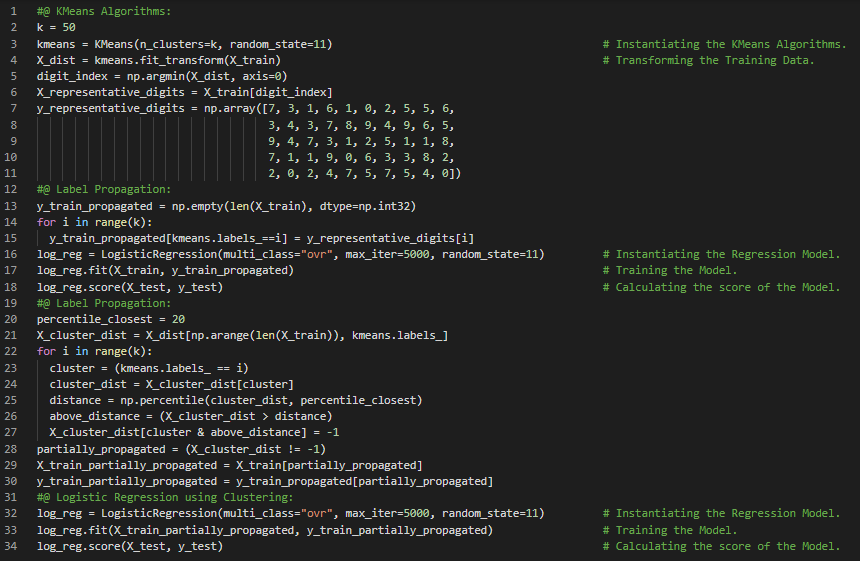 1 #@ KMeans Algorithms:
2 k = 50
3 kmeans = KMeans(n_clusters=k, random_state=11) # Instantiating the KMeans Algorithms.
4 X_dist = kmeans.fit_transform(X_train) # Transforming the Training Data.
5 digit_index = np.argmin(X_dist, axis=0)
6 X_representative_digits = X_train[digit_index]
7 y_representative_digits = np.array([7, 3, 1, 6, 1, 0, 2, 5, 5, 6,
8 3, 4, 3, 7, 8, 9, 4, 9, 6, 5,
9 9, 4, 7, 3, 1, 2, 5, 1, 1, 8,
10 7, 1, 1, 9, 0, 6, 3, 3, 8, 2,
11 2, 0, 2, 4, 7, 5, 7, 5, 4, 0])
12 #@ Label Propagation:
13 y_train_propagated = np.empty(len(X_train), dtype=np.int32)
14 for i in range(k):
15 y_train_propagated[kmeans.labels_==i] = y_representative_digits[i]
16 log_reg = LogisticRegression(multi_class="ovr", max_iter=5000, random_state=11) # Instantiating the Regression Model.
17 log_reg.fit(X_train, y_train_propagated) # Training the Model.
18 log_reg.score(X_test, y_test) # Calculating the score of the Model.
19 #@ Label Propagation:
20 percentile_closest = 20
21 X_cluster_dist = X_dist[np.arange(len(X_train)), kmeans.labels_]
22 for i in range(k):
23 cluster = (kmeans.labels_ == i)
24 cluster_dist = X_cluster_dist[cluster]
25 distance = np.percentile(cluster_dist, percentile_closest)
26 above_distance = (X_cluster_dist > distance)
27 X_cluster_dist[cluster & above_distance] = -1
28 partially_propagated = (X_cluster_dist != -1)
29 X_train_partially_propagated = X_train[partially_propagated]
30 y_train_partially_propagated = y_train_propagated[partially_propagated]
31 #@ Logistic Regression using Clustering:
32 log_reg = LogisticRegression(multi_class="ovr", max_iter=5000, random_state=11) # Instantiating the Regression Model.
33 log_reg.fit(X_train_partially_propagated, y_train_partially_propagated) # Training the Model.
34 log_reg.score(X_test, y_test) # Calculating the score of the Model.